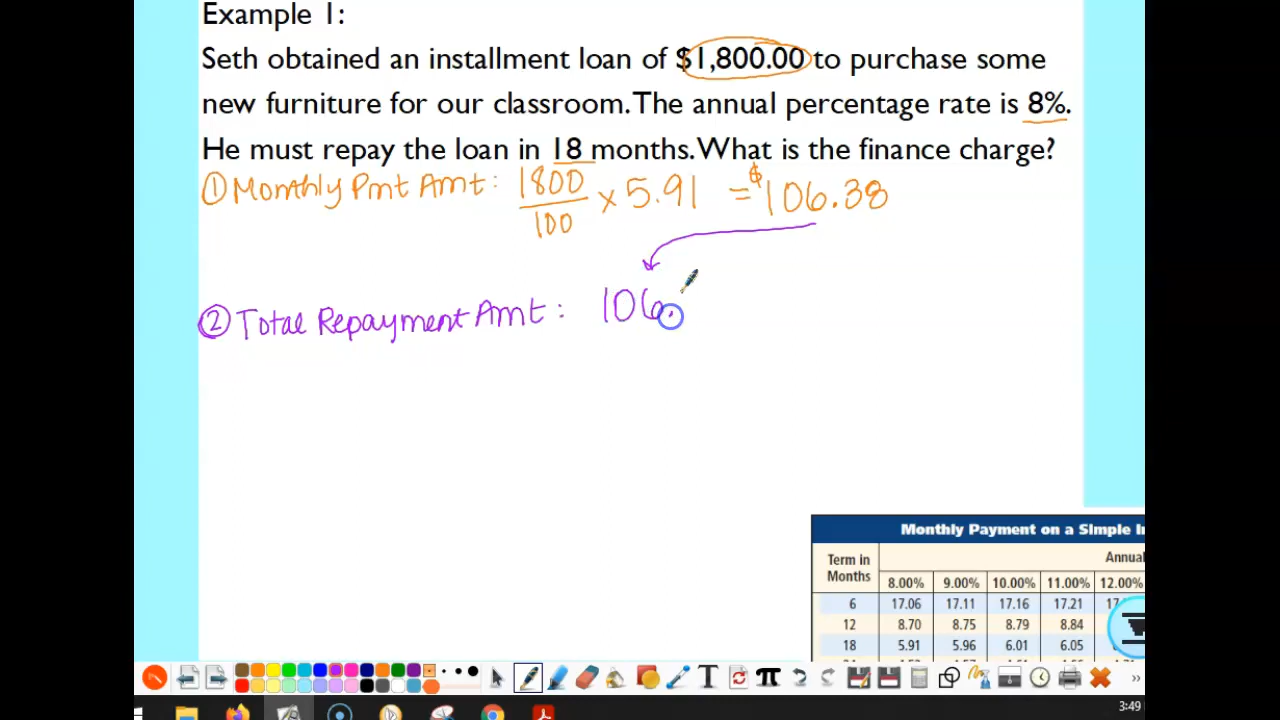 Example 1:
Seth obtained an installment loan of $1,800.00 to purchase some
new furniture for our classroom. The annual percentage rate is 8%.
He must repay the loan in 18 months. What is the finance charge?
① Monthly Pmt Amt: 1800/100 × 5.91 = $106.38
② Total Repayment Amt: 106.
Monthly Payment on a Simple In
Annual
Term in
Months
8.00% 9.00% 10.00% 11.00% 12.00%
6 17.06 17.11 17.16 17.21 17.
12 8.70 8.75 8.79 8.84
18 5.91 5.96 6.01 6.05
T π
3:49